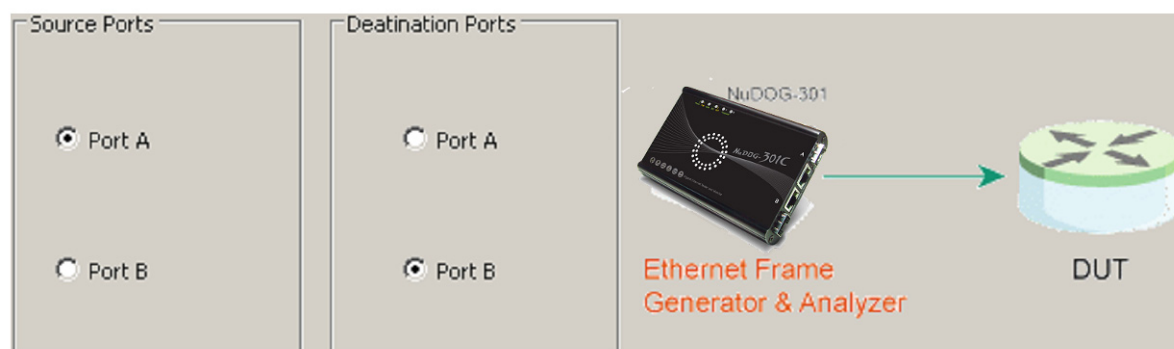 Source Ports
Port A
Port B
Deatination Ports
Port A
Port B
NuDOG-301
NuDOG-301C
A
B
Ethernet Frame
Generator & Analyzer
DUT